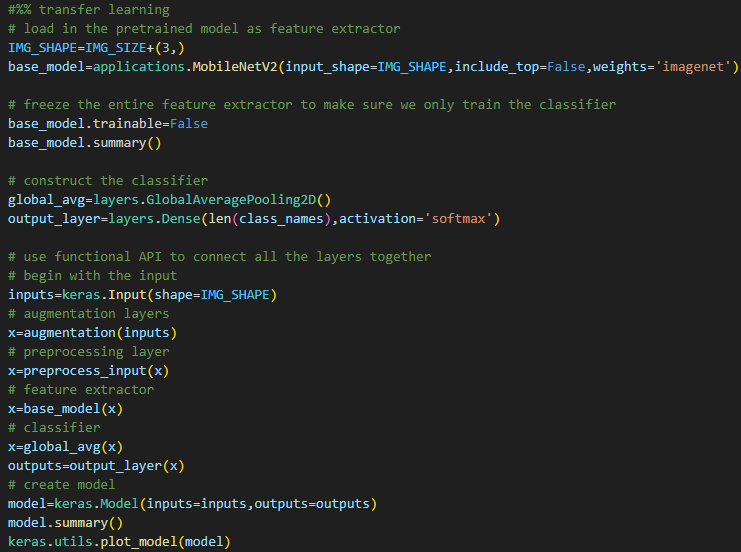 #%% transfer learning
# load in the pretrained model as feature extractor
IMG_SHAPE=IMG_SIZE+(3,)
base_model=applications.MobileNetV2(input_shape=IMG_SHAPE,include_top=False,weights='imagenet')
# freeze the entire feature extractor to make sure we only train the classifier
base_model.trainable=False
base_model.summary()
# construct the classifier
global_avg=layers.GlobalAveragePooling2D()
output_layer=layers.Dense(len(class_names),activation='softmax')
# use functional API to connect all the layers together
# begin with the input
inputs=keras.Input(shape=IMG_SHAPE)
# augmentation layers
x=augmentation(inputs)
# preprocessing layer
x=preprocess_input(x)
# feature extractor
x=base_model(x)
# classifier
x=global_avg(x)
outputs=output_layer(x)
# create model
model=keras.Model(inputs=inputs,outputs=outputs)
model.summary()
keras.utils.plot_model(model)